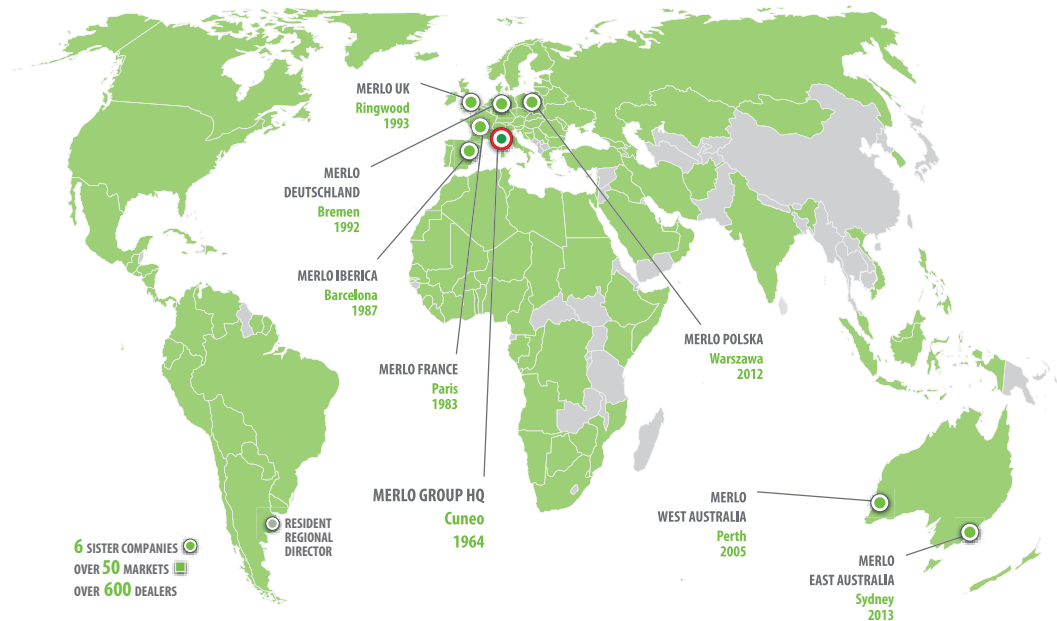 MERLO UK
Ringwood
1993
MERLO
DEUTSCHLAND
Bremen
1992
MERLO IBERICA
Barcelona
1987
MERLO FRANCE
Paris
1983
MERLO GROUP HQ
Cuneo
1964
MERLO POLSKA
Warszawa
2012
MERLO
WEST AUSTRALIA
Perth
2005
MERLO
EAST AUSTRALIA
Sydney
2013
RESIDENT
REGIONAL
DIRECTOR
6 SISTER COMPANIES
OVER 50 MARKETS
OVER 600 DEALERS